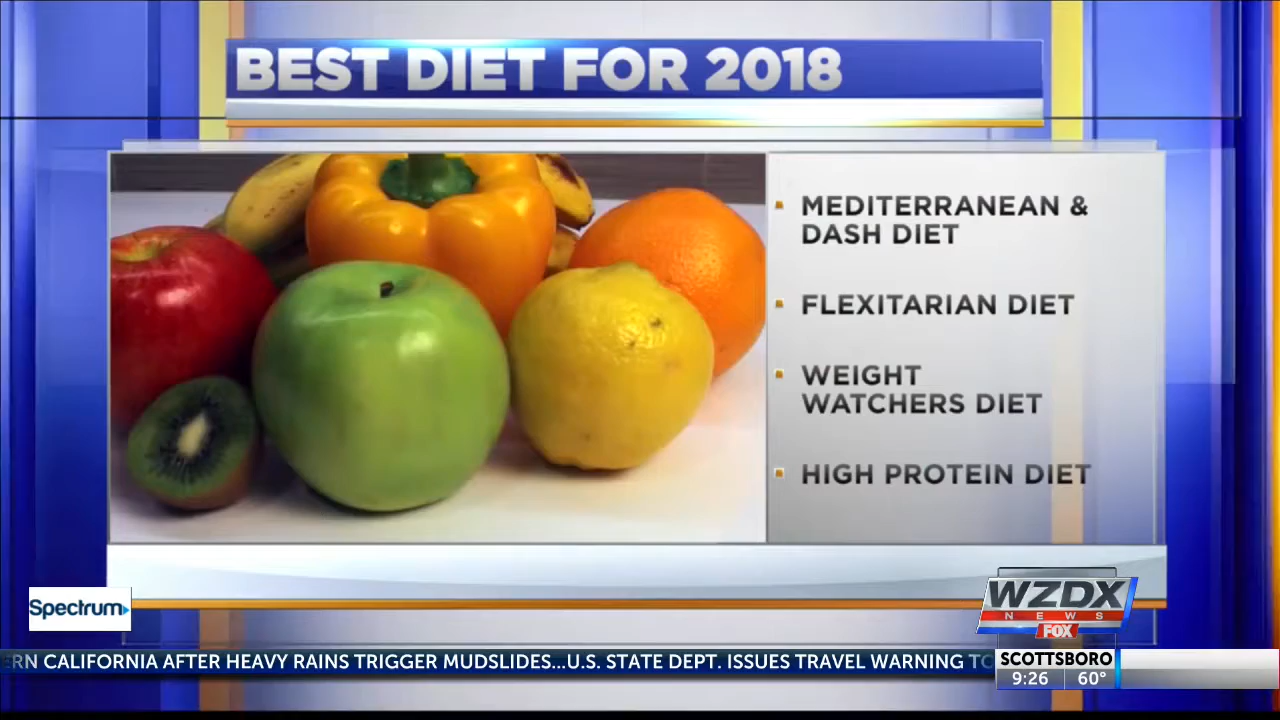 BEST DIET FOR 2018
MEDITERRANEAN &
DASH DIET
FLEXITARIAN DIET
WEIGHT
WATCHERS DIET
HIGH PROTEIN DIET
Spectrum
WZDX
NEWS
FOX
ERN CALIFORNIA AFTER HEAVY RAINS TRIGGER MUDSLIDES...U.S. STATE DEPT. ISSUES TRAVEL WARNING TO
SCOTTSBORO
9:26 60°